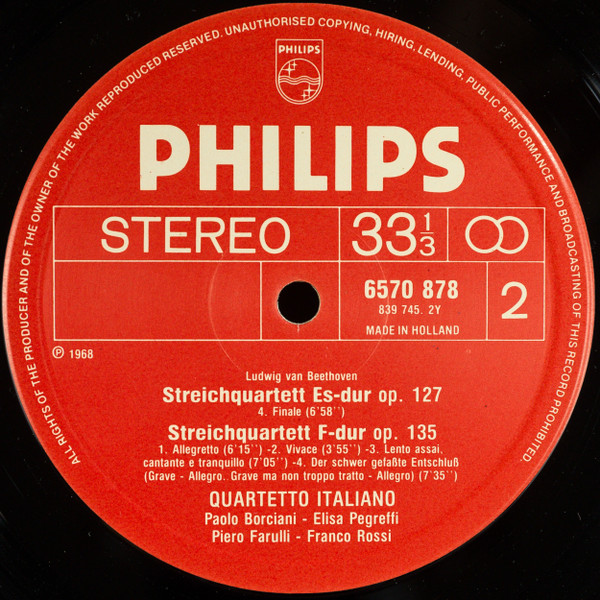 ALL RIGHTS OF THE PRODUCER AND OF THE OWNER OF THE WORK REPRODUCED RESERVED. UNAUTHORISED COPYING, HIRING, LENDING, PUBLIC PERFORMANCE AND BROADCASTING OF THIS RECORD PROHIBITED.
PHILIPS
PHILIPS
STEREO
33 1/3
6570 878
839 745. 2Y
MADE IN HOLLAND
2
℗ 1968
Ludwig van Beethoven
Streichquartett Es-dur op. 127
4. Finale (6'58'')
Streichquartett F-dur op. 135
1. Allegretto (6'15'') -2. Vivace (3'55'') -3. Lento assai,
cantante e tranquillo (7'05'') -4. Der schwer gefaßte Entschluß
(Grave - Allegro. Grave ma non troppo tratto - Allegro) (7'35'')
QUARTETTO ITALIANO
Paolo Borciani - Elisa Pegreffi
Piero Farulli - Franco Rossi